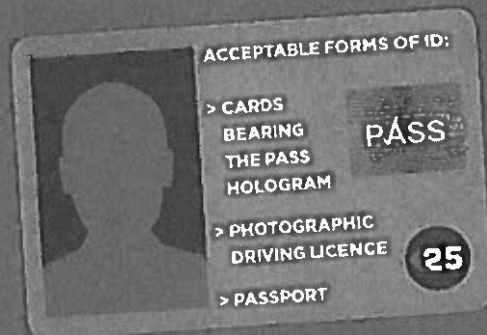 ACCEPTABLE FORMS OF ID:
> CARDS
BEARING
THE PASS
HOLOGRAM
PASS
> PHOTOGRAPHIC
DRIVING LICENCE
25
> PASSPORT